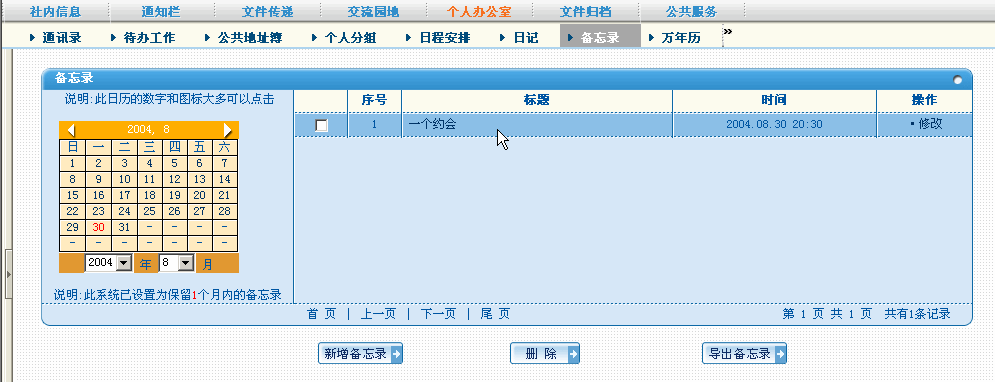 社内信息 通知栏 文件传递 交流园地 个人办公室 文件归档 公共服务
通讯录 待办工作 公共地址簿 个人分组 日程安排 日记 备忘录 万年历 »
备忘录
说明:此日历的数字和图标大多可以点击
序号 标题 时间 操作
1 一个约会 2004.08.30 20:30 ▪修改
2004, 8
日 一 二 三 四 五 六
1 2 3 4 5 6 7
8 9 10 11 12 13 14
15 16 17 18 19 20 21
22 23 24 25 26 27 28
29 30 31 - - - -
- - - - - - -
2004 年 8 月
说明:此系统已设置为保留1个月内的备忘录
首 页 | 上一页 | 下一页 | 尾 页 第 1 页 共 1 页 共有1条记录
新增备忘录 删 除 导出备忘录